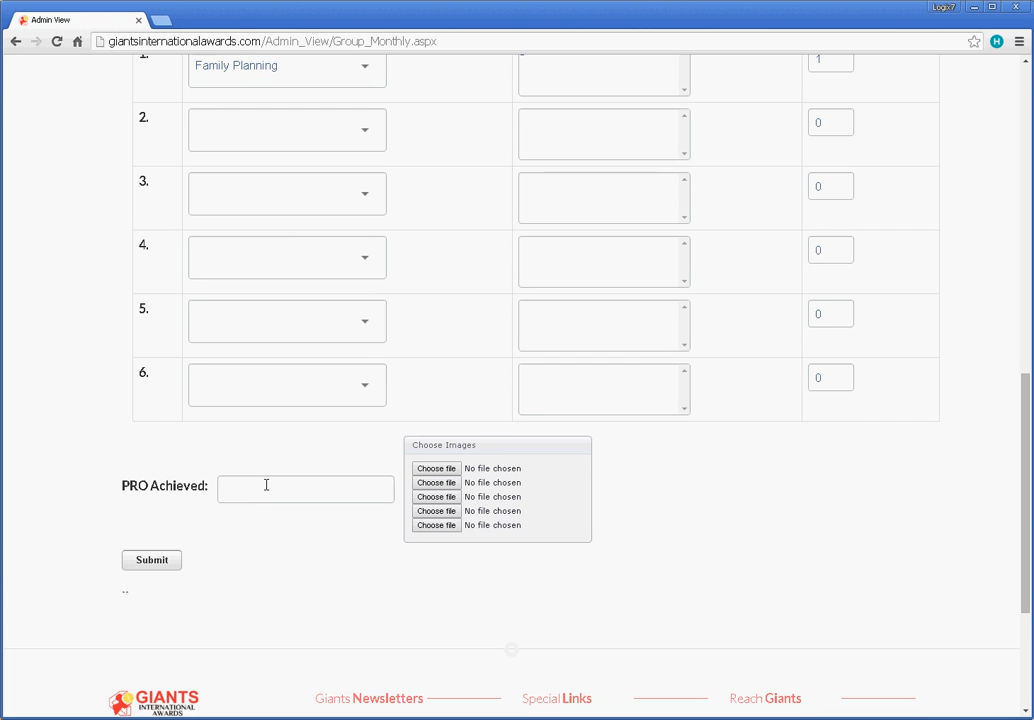 Logix7
Admin View
giantsinternationalawards.com/Admin_View/Group_Monthly.aspx
H
1.
Family Planning
1
2.
0
3.
0
4.
0
5.
0
6.
0
Choose Images
Choose file No file chosen
Choose file No file chosen
PRO Achieved:
Choose file No file chosen
Choose file No file chosen
Choose file No file chosen
Submit
--
GIANTS
INTERNATIONAL
AWARDS
Giants Newsletters
Special Links
Reach Giants